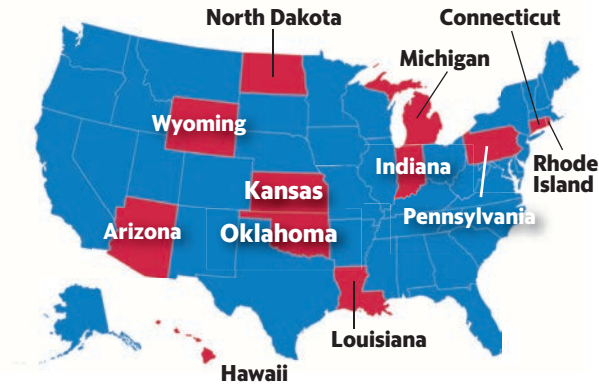 North Dakota
Connecticut
Michigan
Wyoming
Indiana
Rhode
Island
Kansas
Pennsylvania
Arizona
Oklahoma
Louisiana
Hawaii